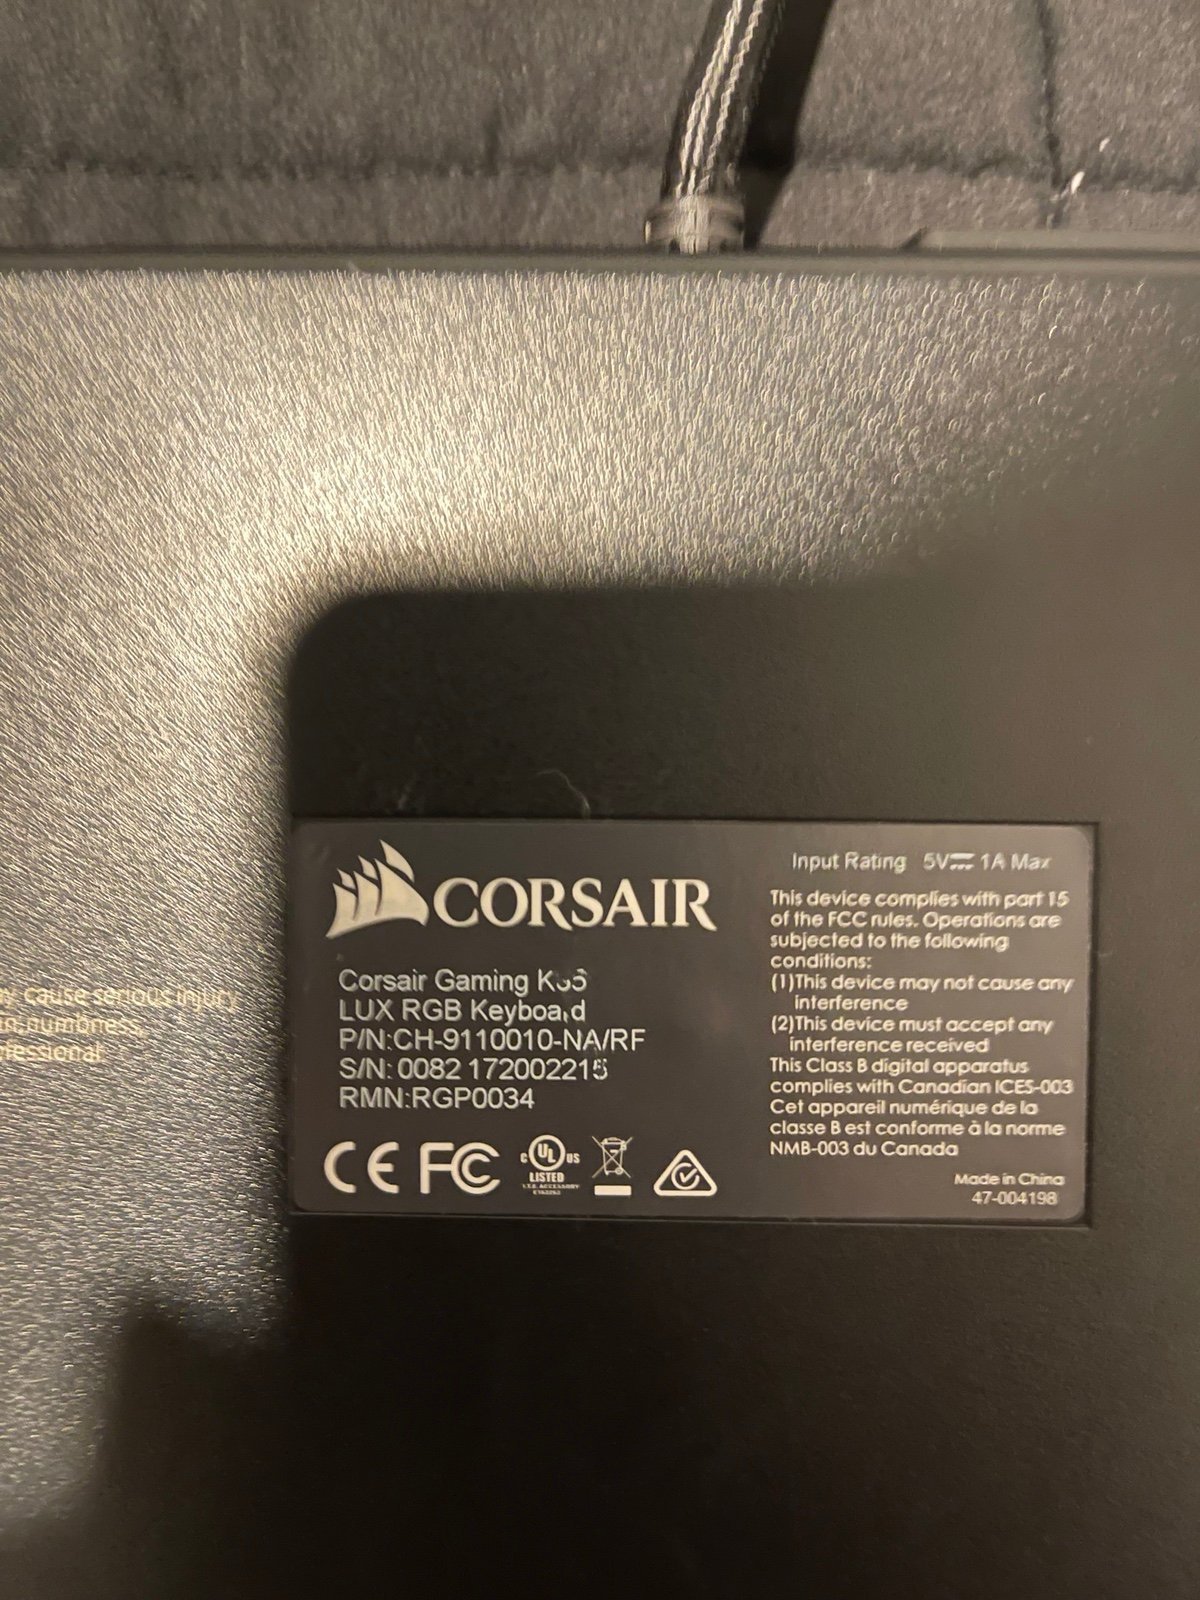 CORSAIR
Corsair Gaming
LUX RGB Keyboard
P/N:CH-9110010-NA/RF
S/N: 0082 172002215
RMN:RGP0034
CE FC
c UL US
LISTED
I.T.E. ACCESSORY
Input Rating 5V⎓ 1A Max
This device complies with part 15
of the FCC rules. Operations are
subjected to the following
conditions:
(1)This device may not cause any
interference
(2)This device must accept any
interference received
This Class B digital apparatus
complies with Canadian ICES-003
Cet appareil numérique de la
classe B est conforme à la norme
NMB-003 du Canada
Made in China
47-004198
cause serious injury
numbness,